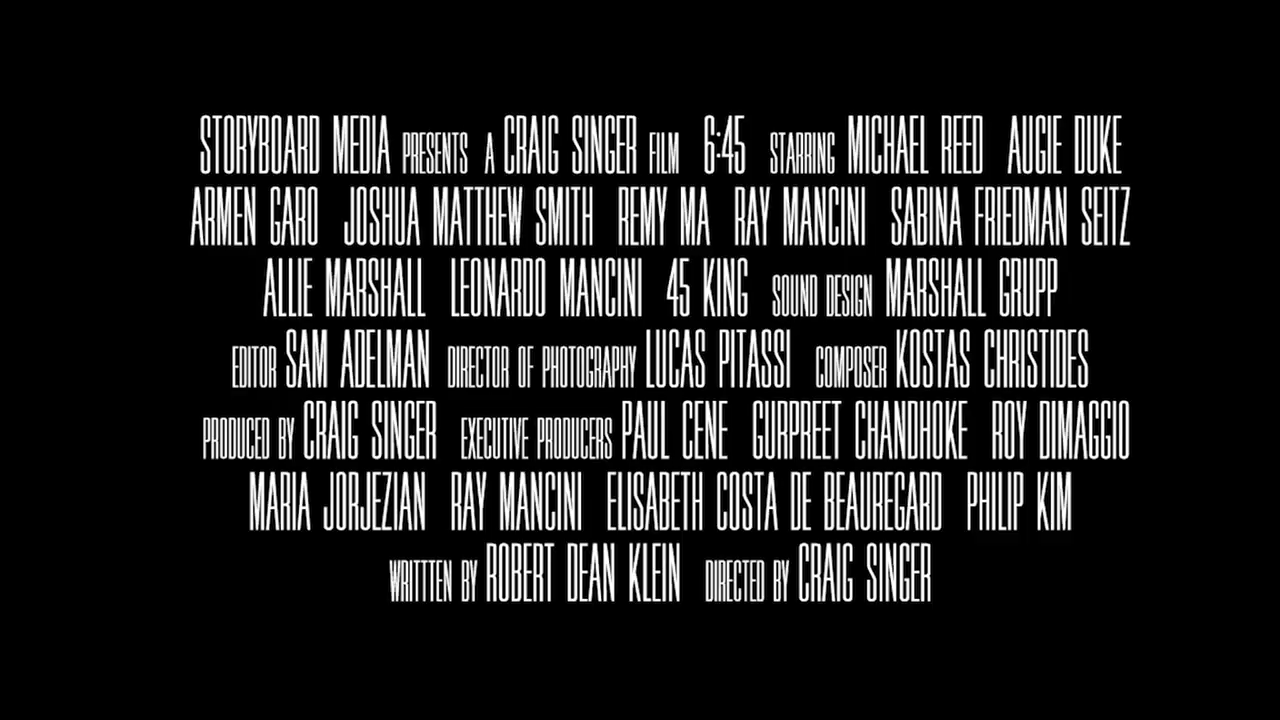 STORYBOARD MEDIA PRESENTS A CRAIG SINGER FILM 6:45 STARRING MICHAEL REED AUGIE DUKE
ARMEN GARO JOSHUA MATTHEW SMITH REMY MA RAY MANCINI SABINA FRIEDMAN SEITZ
ALLIE MARSHALL LEONARDO MANCINI 45 KING SOUND DESIGN MARSHALL GRUPP
EDITOR SAM ADELMAN DIRECTOR OF PHOTOGRAPHY LUCAS PITASSI COMPOSER KOSTAS CHRISTIDES
PRODUCED BY CRAIG SINGER EXECUTIVE PRODUCERS PAUL CENE GURPREET CHANDHOKE ROY DIMAGGIO
MARIA JORJEZIAN RAY MANCINI ELISABETH COSTA DE BEAUREGARD PHILIP KIM
WRITTTEN BY ROBERT DEAN KLEIN DIRECTED BY CRAIG SINGER